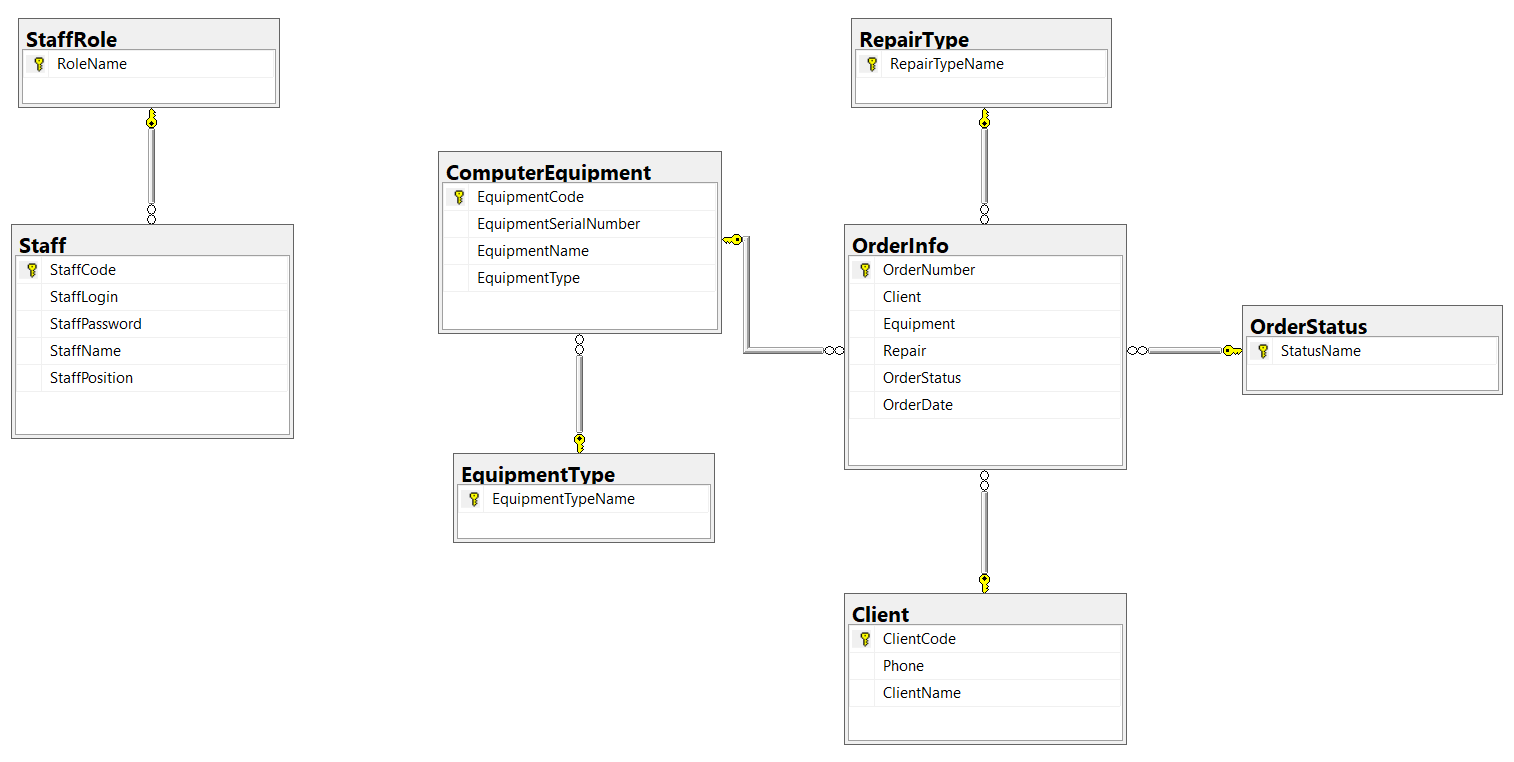 StaffRole
RoleName
RepairType
RepairTypeName
ComputerEquipment
EquipmentCode
EquipmentSerialNumber
EquipmentName
EquipmentType
Staff
StaffCode
StaffLogin
StaffPassword
StaffName
StaffPosition
OrderInfo
OrderNumber
Client
Equipment
Repair
OrderStatus
OrderDate
OrderStatus
StatusName
EquipmentType
EquipmentTypeName
Client
ClientCode
Phone
ClientName